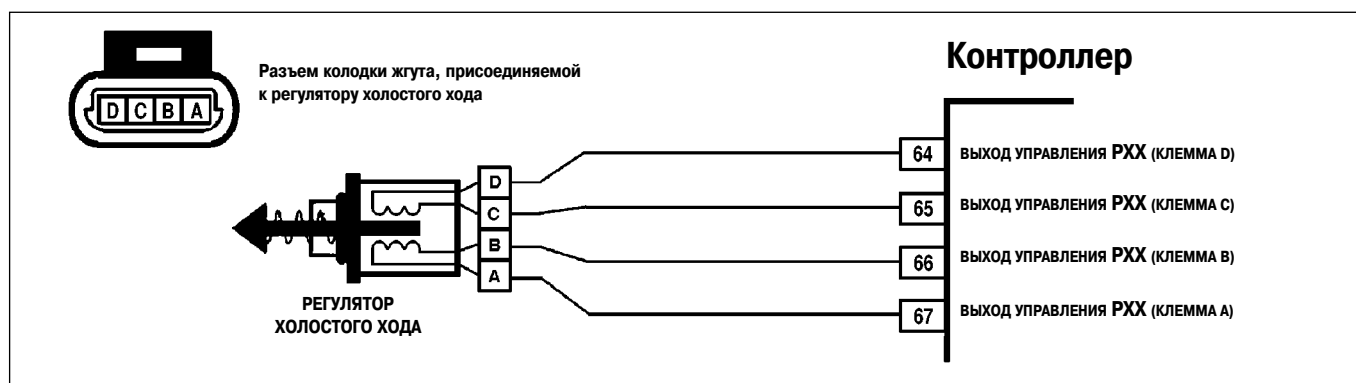 Контроллер
Разъем колодки жгута, присоединяемой
к регулятору холостого хода
D C B A
D
C
B
A
64
ВЫХОД УПРАВЛЕНИЯ РХХ (КЛЕММА D)
65
ВЫХОД УПРАВЛЕНИЯ РХХ (КЛЕММА C)
66
ВЫХОД УПРАВЛЕНИЯ РХХ (КЛЕММА B)
67
ВЫХОД УПРАВЛЕНИЯ РХХ (КЛЕММА A)
РЕГУЛЯТОР
ХОЛОСТОГО ХОДА